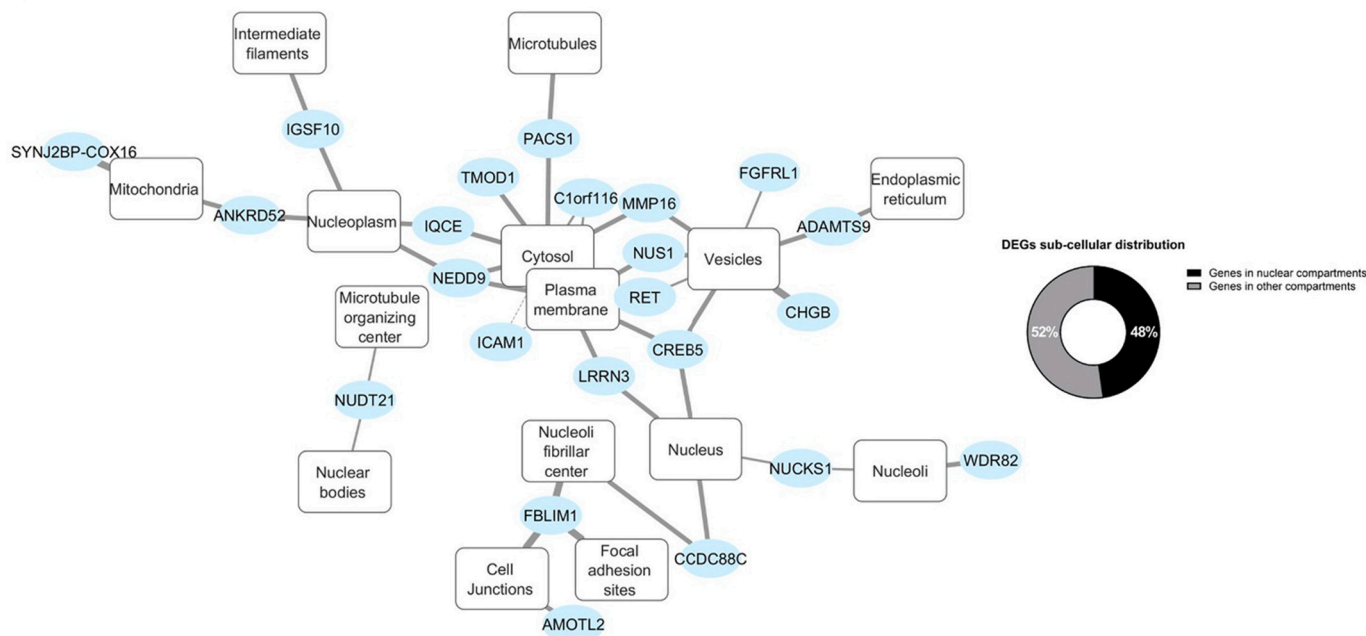 Intermediate
filaments
Microtubules
IGSF10
PACS1
SYNJ2BP-COX16
Mitochondria
TMOD1
C1orf116
MMP16
FGFRL1
Endoplasmic
reticulum
ANKRD52
Nucleoplasm
IQCE
ADAMTS9
Cytosol
NUS1
Vesicles
NEDD9
Plasma
membrane
RET
CHGB
Microtubule
organizing
center
ICAM1
CREB5
LRRN3
NUDT21
Nuclear
bodies
Nucleoli
fibrillar
center
Nucleus
NUCKS1
Nucleoli
WDR82
FBLIM1
CCDC88C
Cell
Junctions
Focal
adhesion
sites
AMOTL2
DEGs sub-cellular distribution
Genes in nuclear compartments
Genes in other compartments
52%
48%